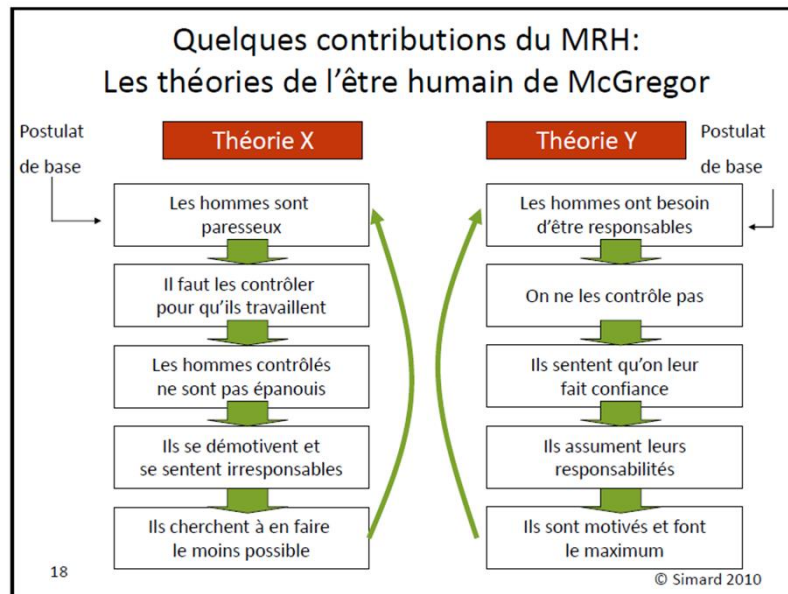 Quelques contributions du MRH:
Les théories de l'être humain de McGregor
Postulat
de base
Théorie X
Les hommes sont
paresseux
Il faut les contrôler
pour qu'ils travaillent
Les hommes contrôlés
ne sont pas épanouis
Ils se démotivent et
se sentent irresponsables
Ils cherchent à en faire
le moins possible
Théorie Y
Postulat
de base
Les hommes ont besoin
d'être responsables
On ne les contrôle pas
Ils sentent qu'on leur
fait confiance
Ils assument leurs
responsabilités
Ils sont motivés et font
le maximum
18
© Simard 2010